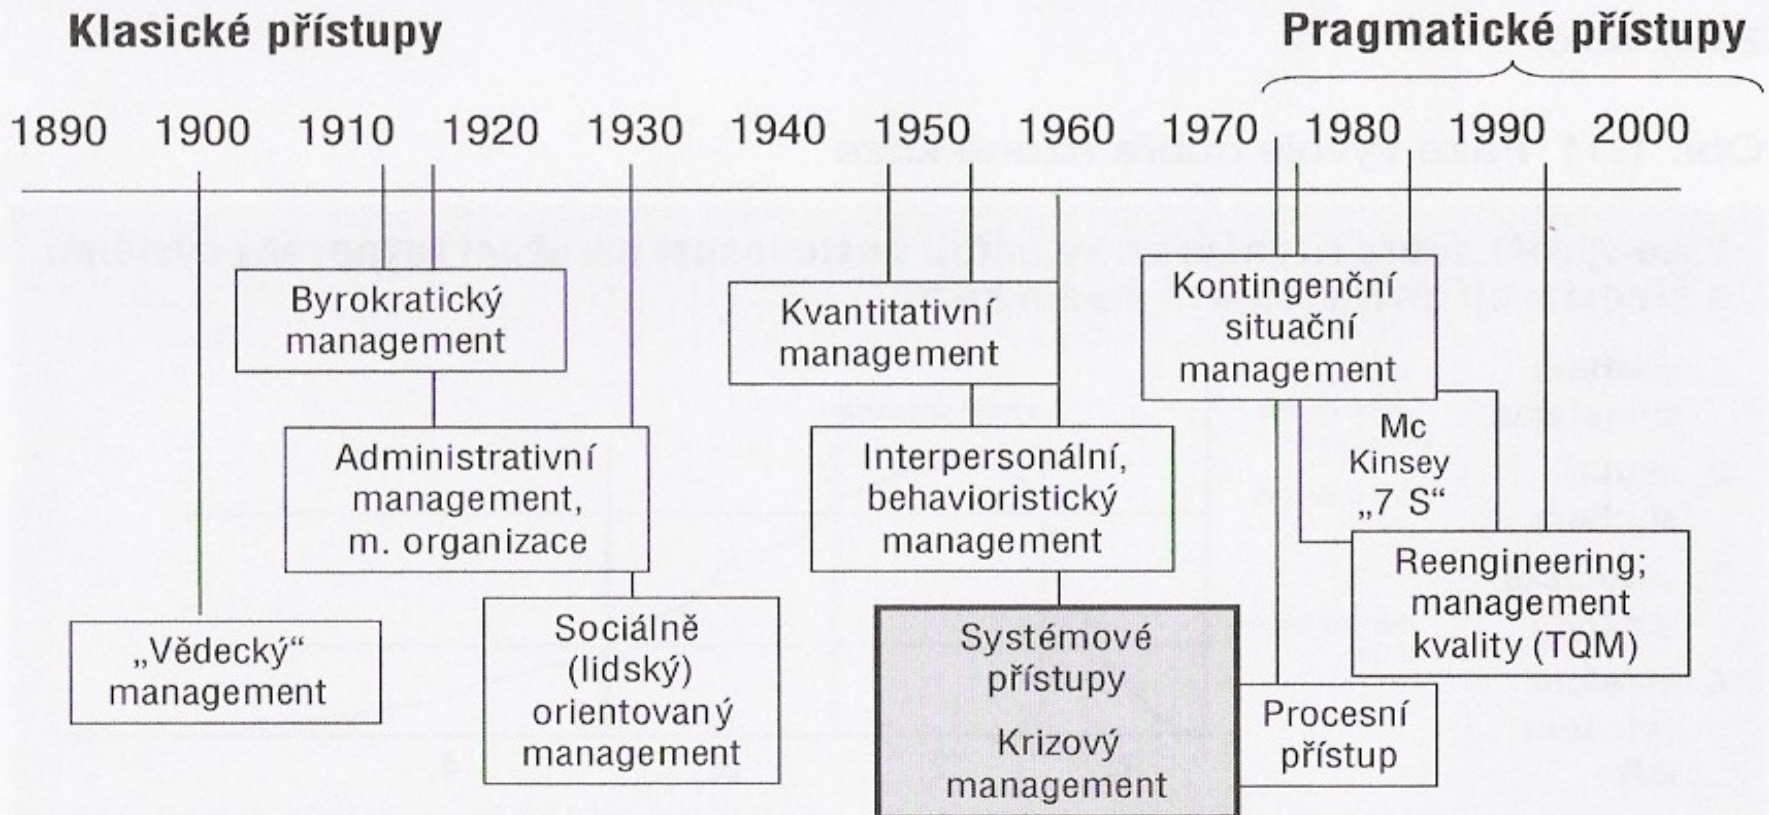 Klasické přístupy
Pragmatické přístupy
1890 1900 1910 1920 1930 1940 1950 1960 1970 1980 1990 2000
Byrokratický
management
Kvantitativní
management
Kontingenční
situační
management
Administrativní
management,
m. organizace
Interpersonální,
behavioristický
management
Mc
Kinsey
„7 S“
Reengineering;
management
kvality (TQM)
„Vědecký“
management
Sociálně
(lidský)
orientovaný
management
Systémové
přístupy
Krizový
management
Procesní
přístup